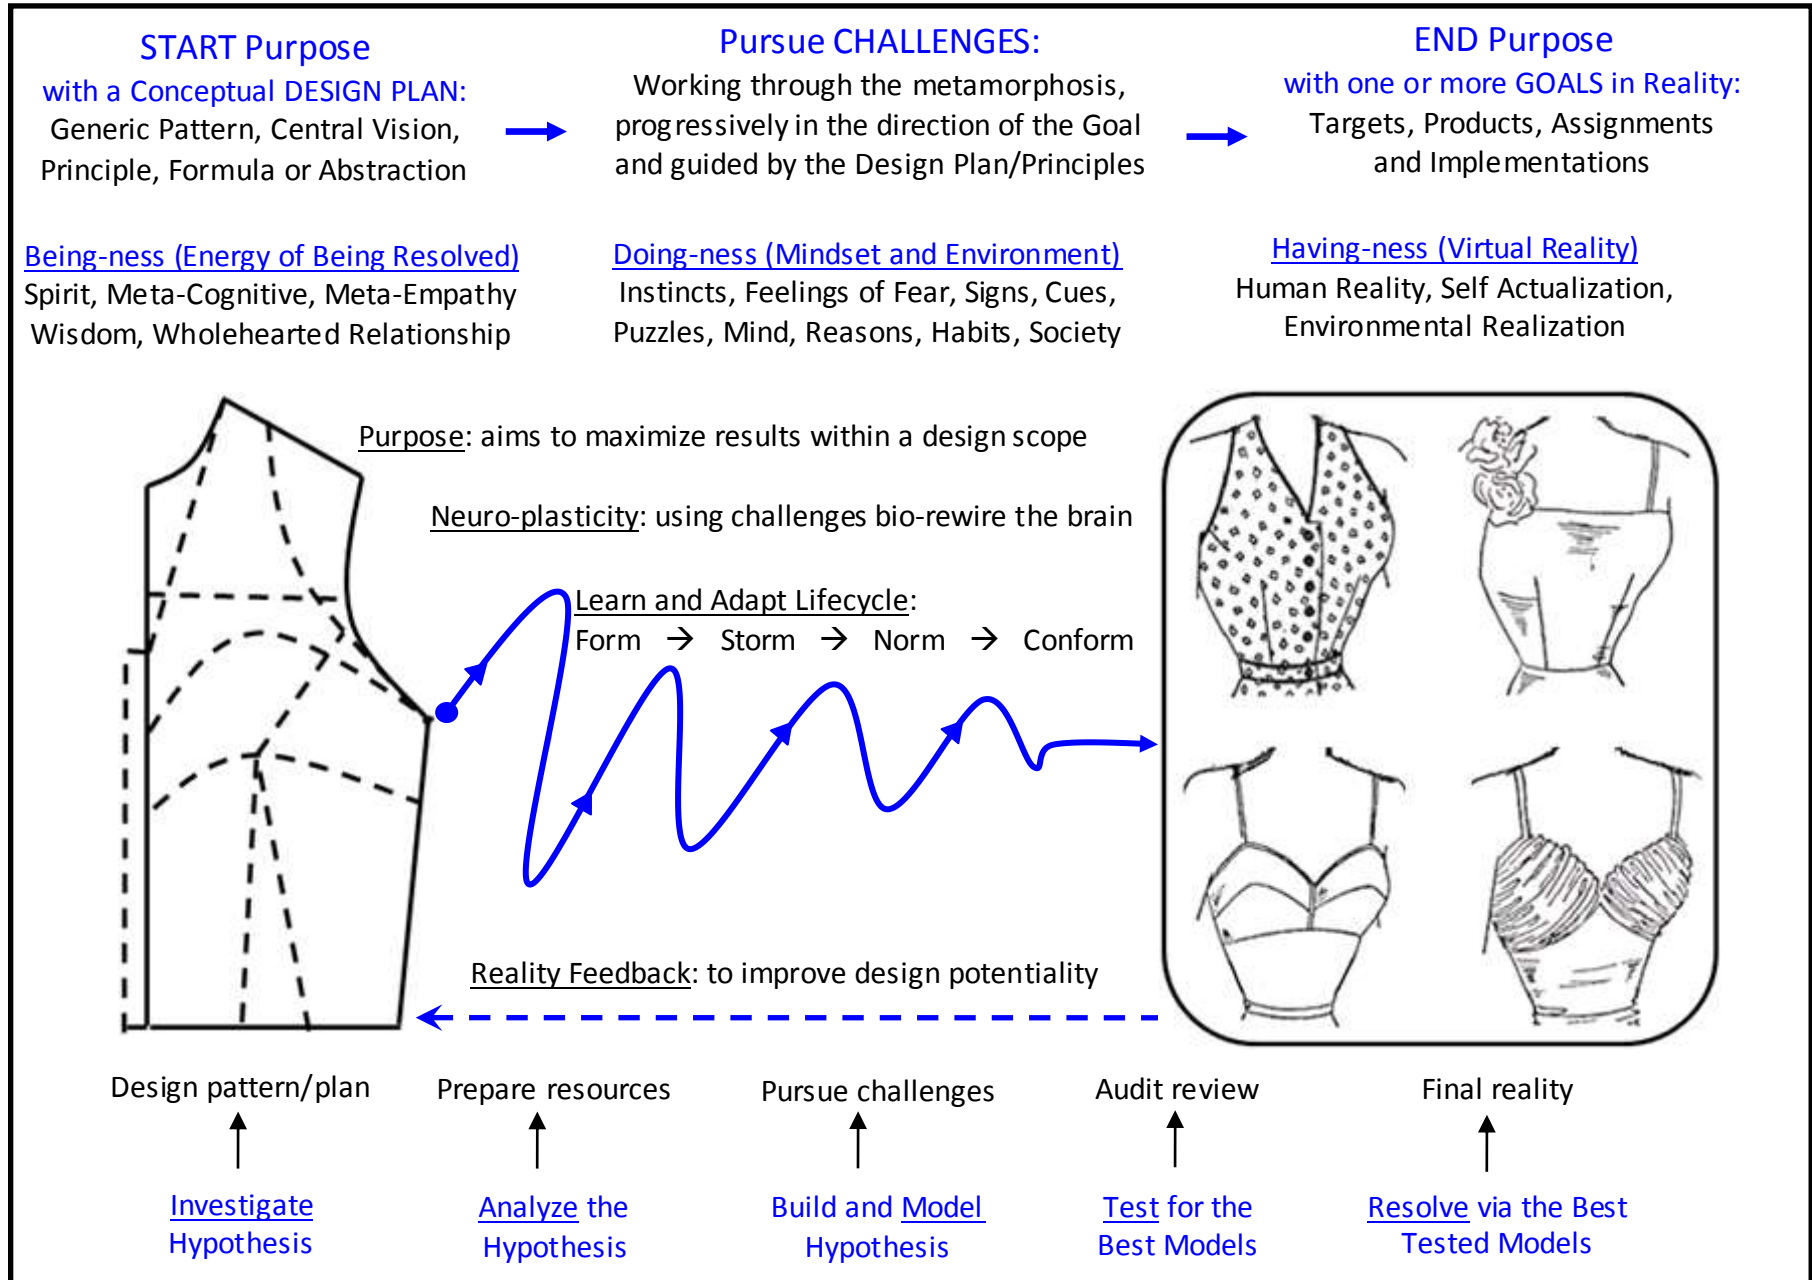 START Purpose
with a Conceptual DESIGN PLAN:
Generic Pattern, Central Vision,
Principle, Formula or Abstraction
Pursue CHALLENGES:
Working through the metamorphosis,
progressively in the direction of the Goal
and guided by the Design Plan/Principles
END Purpose
with one or more GOALS in Reality:
Targets, Products, Assignments
and Implementations
Being-ness (Energy of Being Resolved)
Spirit, Meta-Cognitive, Meta-Empathy
Wisdom, Wholehearted Relationship
Doing-ness (Mindset and Environment)
Instincts, Feelings of Fear, Signs, Cues,
Puzzles, Mind, Reasons, Habits, Society
Having-ness (Virtual Reality)
Human Reality, Self Actualization,
Environmental Realization
Purpose: aims to maximize results within a design scope
Neuro-plasticity: using challenges bio-rewire the brain
Learn and Adapt Lifecycle:
Form → Storm → Norm → Conform
Reality Feedback: to improve design potentiality
Design pattern/plan
Prepare resources
Pursue challenges
Audit review
Final reality
Investigate
Hypothesis
Analyze the
Hypothesis
Build and Model
Hypothesis
Test for the
Best Models
Resolve via the Best
Tested Models